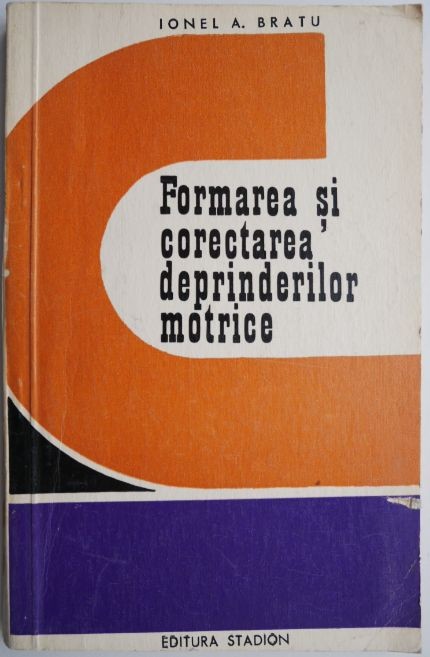 IONEL A. BRATU
Formarea și
corectarea
deprinderilor
motrice
EDITURA STADION